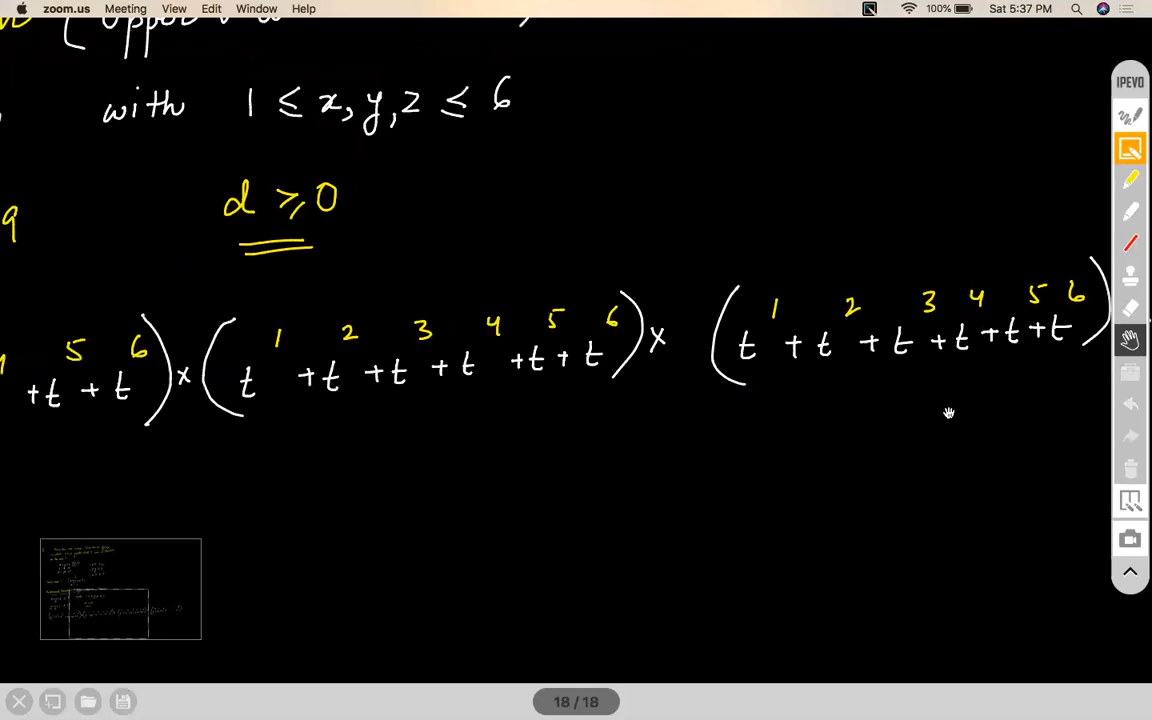 zoom.us Meeting View Edit Window Help
100% Sat 5:37 PM
IPEVO
with 1 ≤ x, y, z ≤ 6
9
d ≥ 0
+ t^5 + t^6) × (t^1 + t^2 + t^3 + t^4 + t^5 + t^6) × (t^1 + t^2 + t^3 + t^4 + t^5 + t^6)
18 / 18